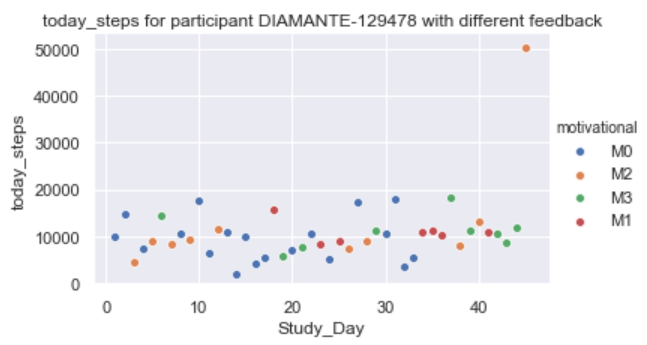 today_steps for participant DIAMANTE-129478 with different feedback
50000
40000
30000
20000
10000
0
today_steps
0 10 20 30 40
Study_Day
motivational
M0
M2
M3
M1